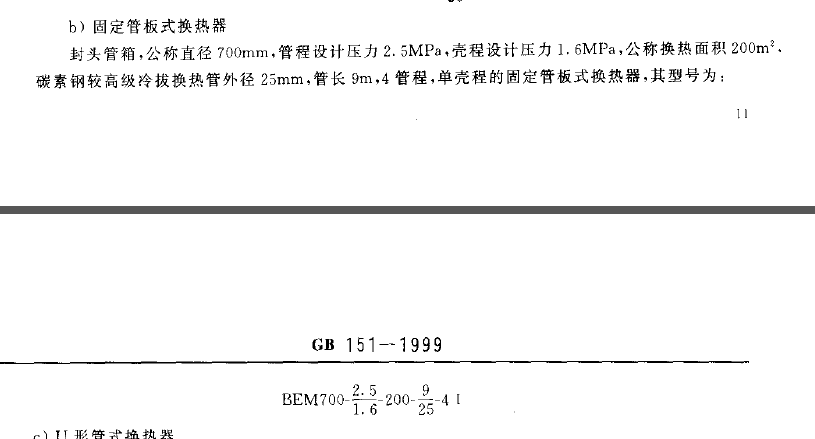 b) 固定管板式换热器
封头管箱,公称直径 700mm,管程设计压力 2.5MPa,壳程设计压力 1.6MPa,公称换热面积 200m²、
碳素钢较高级冷拔换热管外径 25mm,管长 9m,4 管程,单壳程的固定管板式换热器,其型号为:
11
GB 151—1999
BEM700-2.5/1.6-200-9/25-4 I
c) U 形管式换热器